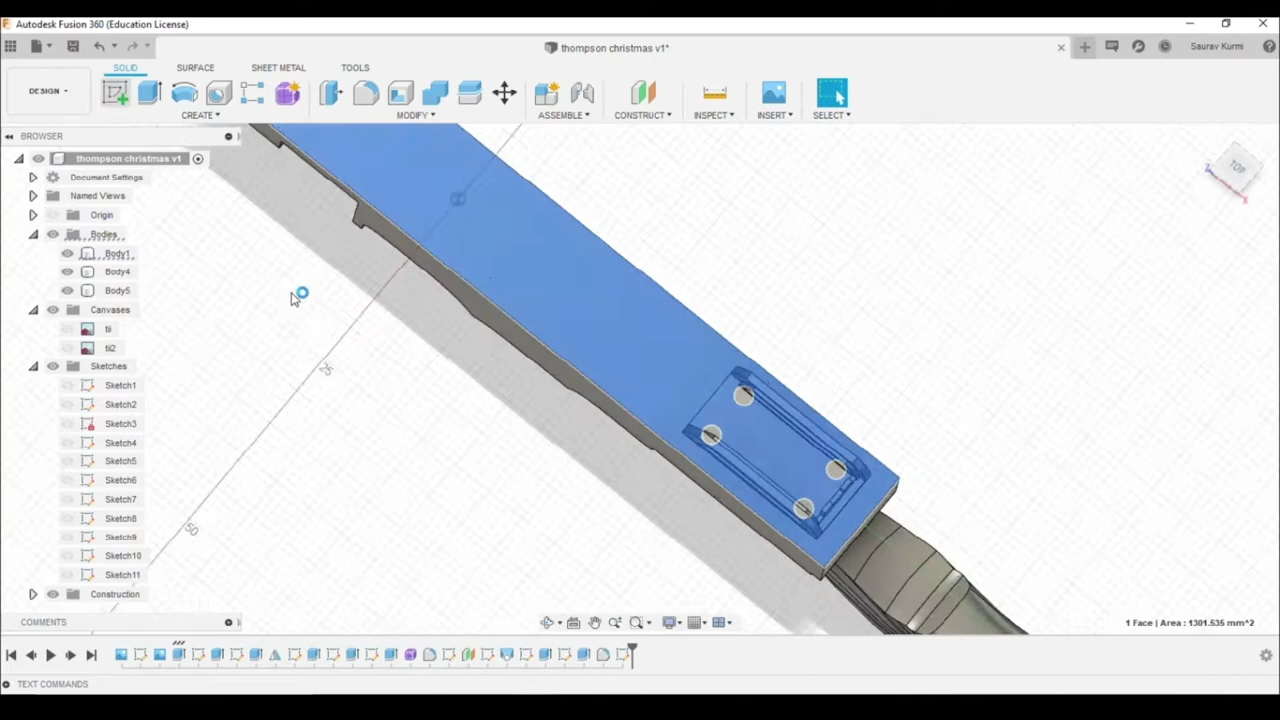 Autodesk Fusion 360 (Education License)
thompson christmas v1*
Saurav Kurmi
SOLID SURFACE SHEET METAL TOOLS
DESIGN
CREATE MODIFY ASSEMBLE CONSTRUCT INSPECT INSERT SELECT
BROWSER
thompson christmas v1
Document Settings
Named Views
Origin
Bodies
Body1
Body4
Body5
Canvases
tii
tii2
Sketches
Sketch1
Sketch2
Sketch3
Sketch4
Sketch5
Sketch6
Sketch7
Sketch8
Sketch9
Sketch10
Sketch11
Construction
TOP
Z
X
25
50
COMMENTS
1 Face | Area : 1301.535 mm^2
TEXT COMMANDS